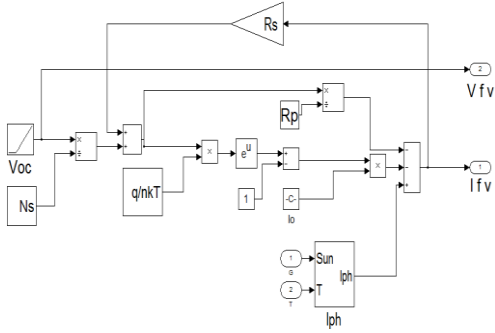 Rs
2
V f v
x
÷
Rp
+
+
x
÷
Voc
x
e^u
+
-
-
-
+
1
I f v
x
Ns
q/nkT
1
-C-
Io
1
G
Sun
Iph
2
T
T
Iph